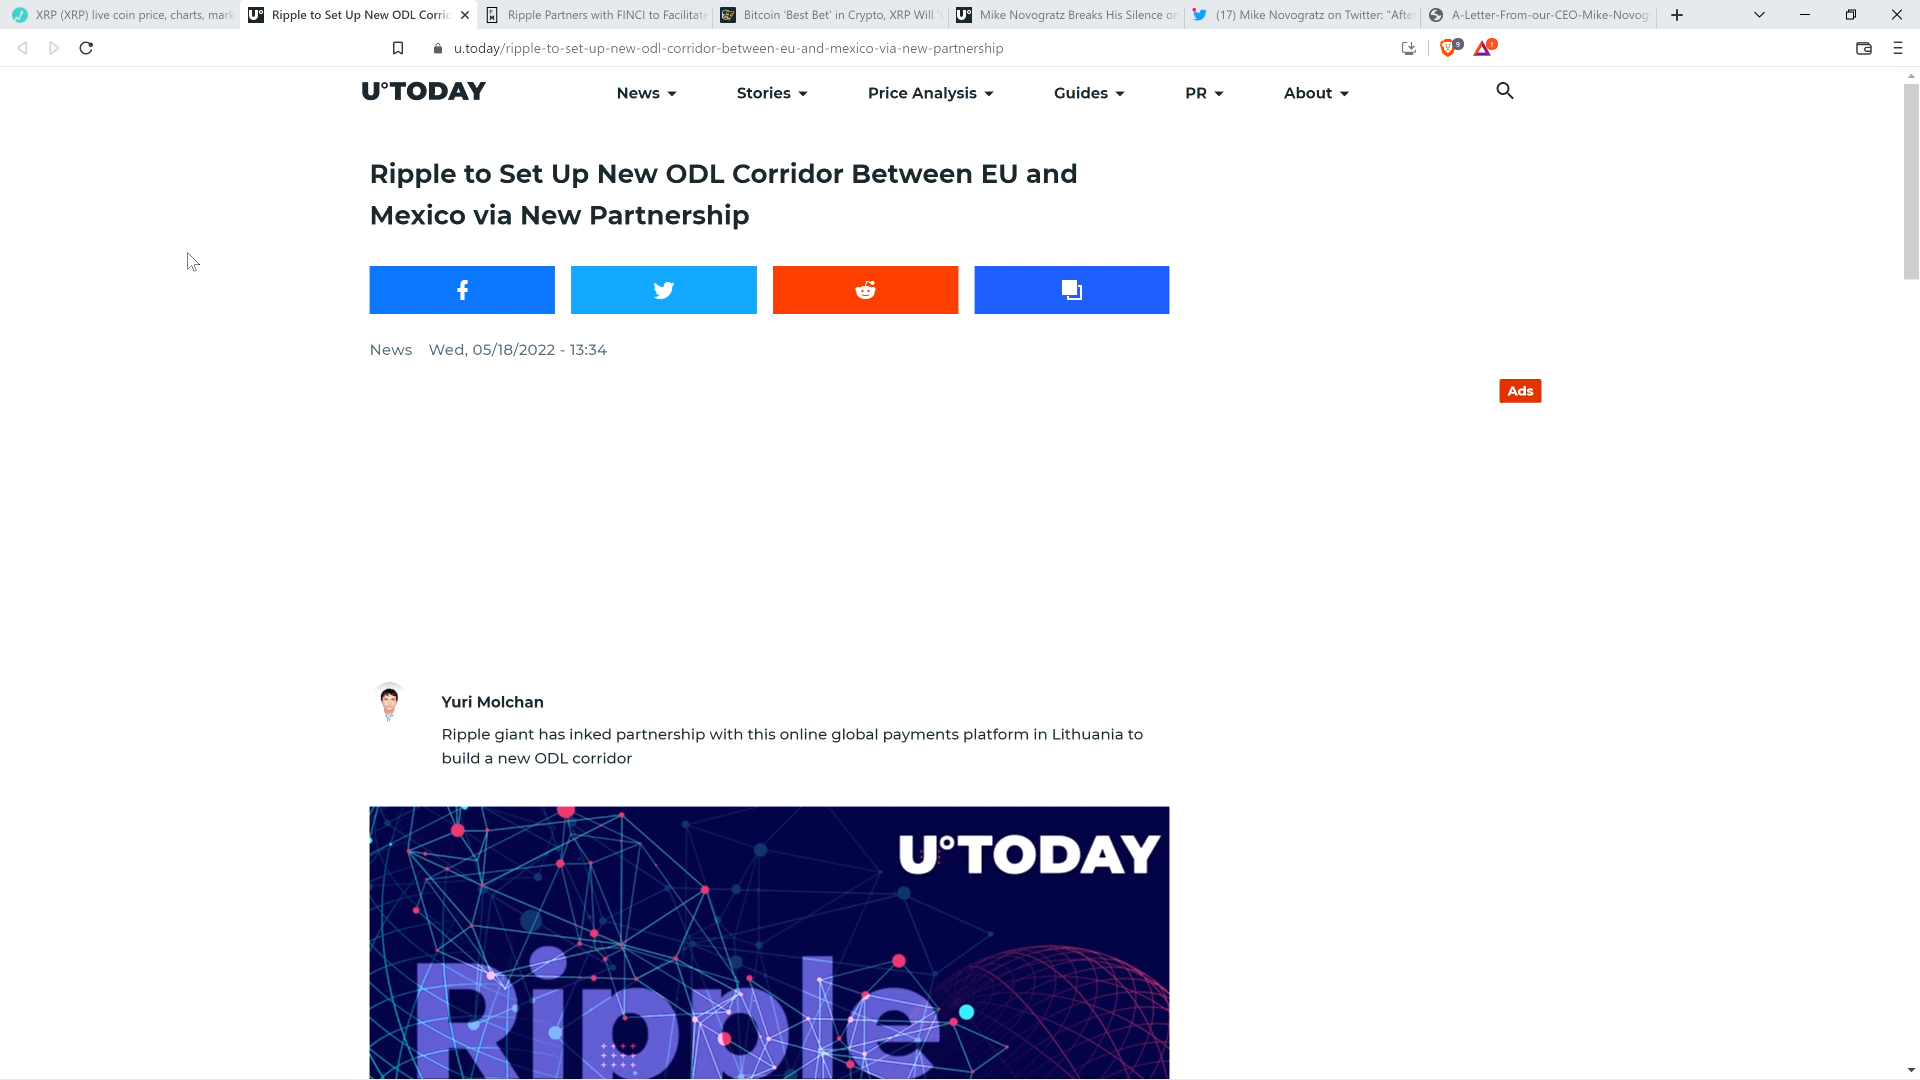 XRP (XRP) live coin price, charts, mark
Ripple to Set Up New ODL Corric
Ripple Partners with FINCI to Facilitate
Bitcoin 'Best Bet' in Crypto, XRP Will
Mike Novogratz Breaks His Silence on
(17) Mike Novogratz on Twitter: "Afte
A-Letter-From-our-CEO-Mike-Novog
u.today/ripple-to-set-up-new-odl-corridor-between-eu-and-mexico-via-new-partnership
9
1
U°TODAY
News
Stories
Price Analysis
Guides
PR
About
Ripple to Set Up New ODL Corridor Between EU and
Mexico via New Partnership
News Wed, 05/18/2022 - 13:34
Ads
Yuri Molchan
Ripple giant has inked partnership with this online global payments platform in Lithuania to
build a new ODL corridor
U°TODAY
Ripple